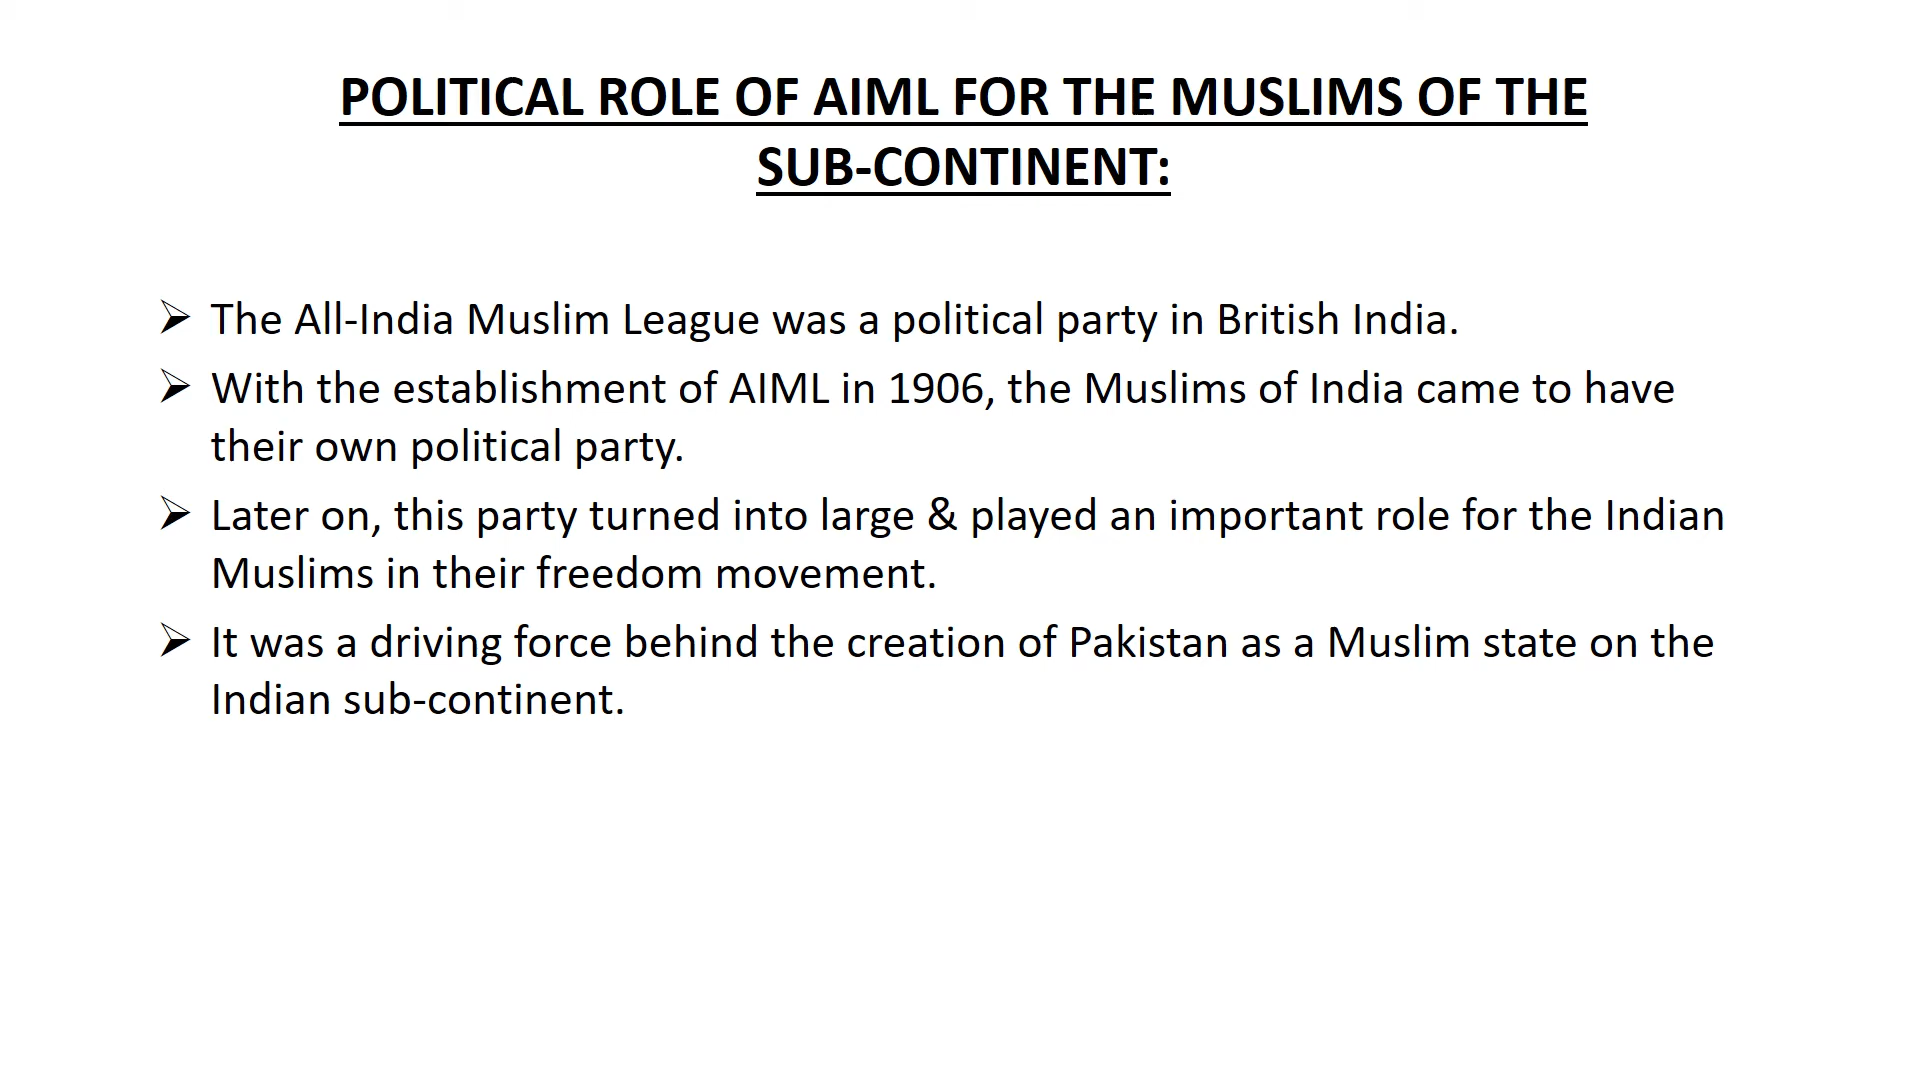 POLITICAL ROLE OF AIML FOR THE MUSLIMS OF THE
SUB-CONTINENT:
➢ The All-India Muslim League was a political party in British India.
➢ With the establishment of AIML in 1906, the Muslims of India came to have
their own political party.
➢ Later on, this party turned into large & played an important role for the Indian
Muslims in their freedom movement.
➢ It was a driving force behind the creation of Pakistan as a Muslim state on the
Indian sub-continent.